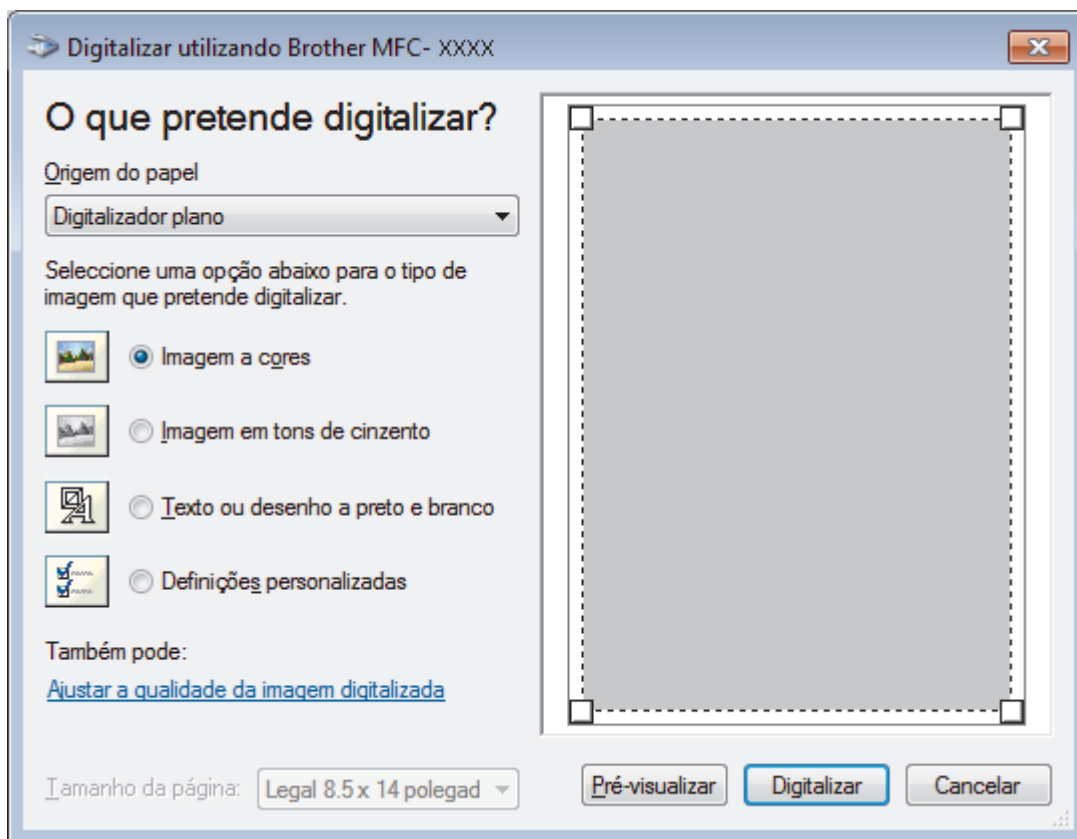 Digitalizar utilizando Brother MFC- XXXX
O que pretende digitalizar?
Origem do papel
Digitalizador plano
Seleccione uma opção abaixo para o tipo de
imagem que pretende digitalizar.
Imagem a cores
Imagem em tons de cinzento
Texto ou desenho a preto e branco
Definições personalizadas
Também pode:
Ajustar a qualidade da imagem digitalizada
Tamanho da página: Legal 8.5 x 14 polegad
Pré-visualizar Digitalizar Cancelar